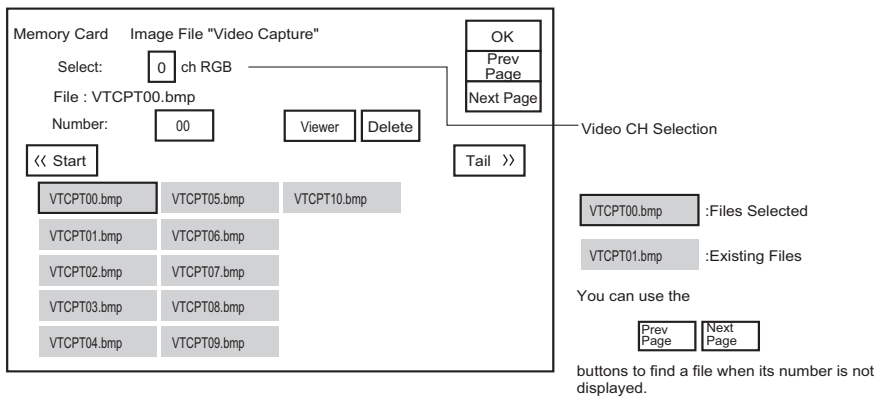 Memory Card Image File "Video Capture"
OK
Select: 0 ch RGB
Prev
Page
File : VTCPT00.bmp
Next Page
Number: 00 Viewer Delete
Video CH Selection
<< Start
Tail >>
VTCPT00.bmp VTCPT05.bmp VTCPT10.bmp
VTCPT01.bmp VTCPT06.bmp
VTCPT02.bmp VTCPT07.bmp
VTCPT03.bmp VTCPT08.bmp
VTCPT04.bmp VTCPT09.bmp
VTCPT00.bmp :Files Selected
VTCPT01.bmp :Existing Files
You can use the
Prev
Page
Next
Page
buttons to find a file when its number is not
displayed.